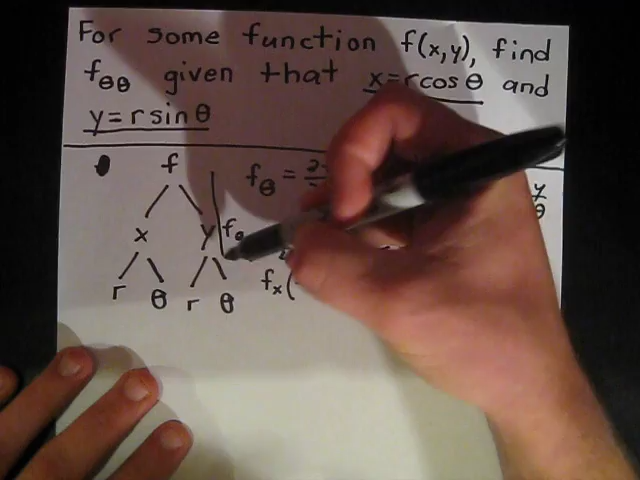 For some function f(x,y), find
fθθ given that x=rcosθ and
y=rsinθ
f
fθ =
x y fθ
y
θ
r θ r θ fx(